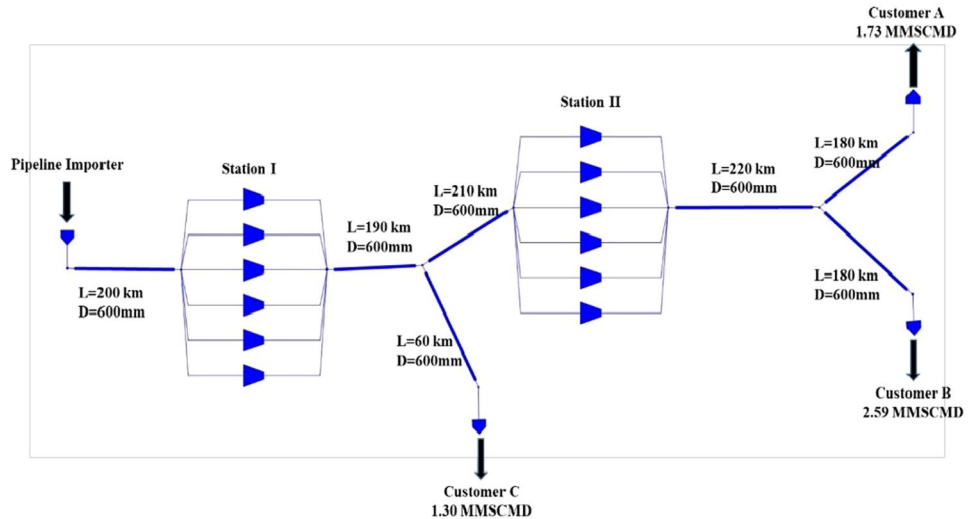 Customer A
1.73 MMSCMD
Station II
Pipeline Importer
Station I
L=180 km
D=600mm
L=220 km
D=600mm
L=210 km
D=600mm
L=190 km
D=600mm
L=200 km
D=600mm
L=180 km
D=600mm
L=60 km
D=600mm
Customer B
2.59 MMSCMD
Customer C
1.30 MMSCMD